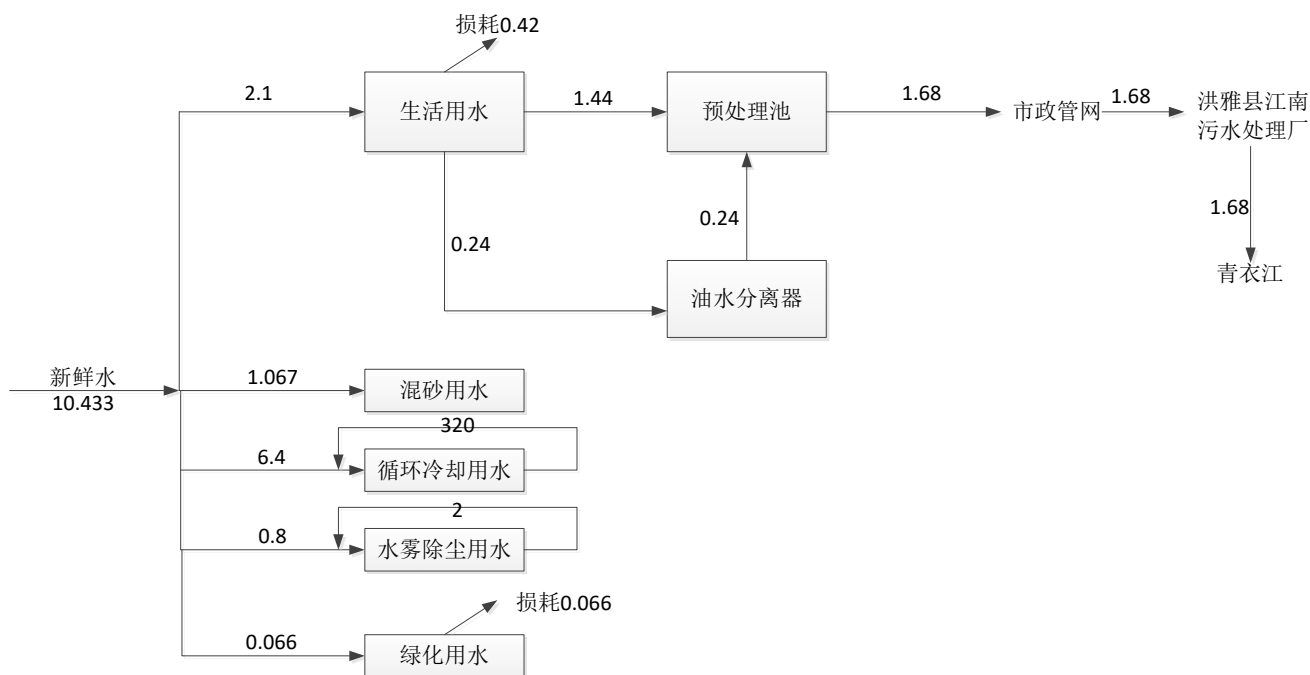 损耗0.42
2.1
生活用水
1.44
预处理池
1.68
市政管网
1.68
洪雅县江南
污水处理厂
0.24
0.24
1.68
油水分离器
青衣江
新鲜水
10.433
1.067
混砂用水
320
6.4
循环冷却用水
2
0.8
水雾除尘用水
损耗0.066
0.066
绿化用水